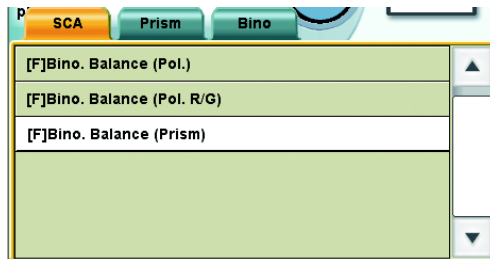 p
SCA Prism Bino
[F]Bino. Balance (Pol.)
[F]Bino. Balance (Pol. R/G)
[F]Bino. Balance (Prism)